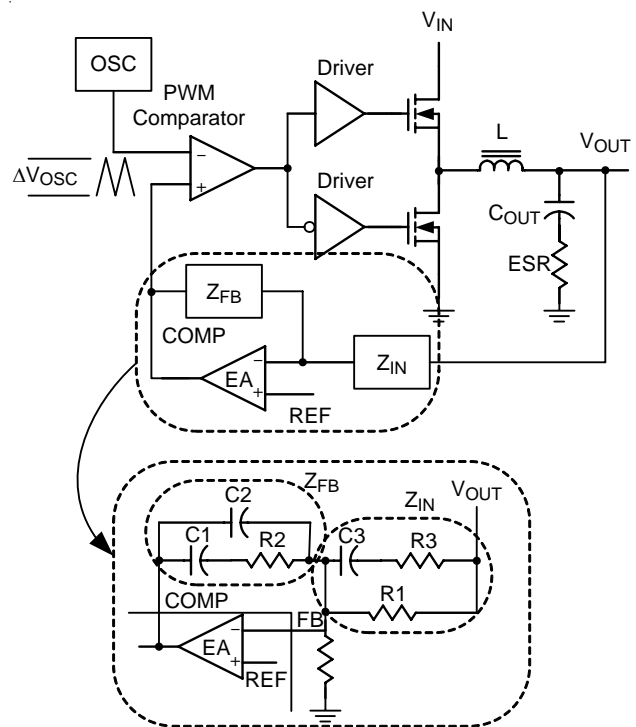 V_IN
OSC
Driver
PWM
Comparator
L
V_OUT
−
+
ΔV_OSC
Driver
C_OUT
ESR
Z_FB
COMP
−
EA
+
Z_IN
REF
Z_FB
C2
Z_IN
V_OUT
C1
R2
C3
R3
R1
COMP
FB
−
EA
+
REF